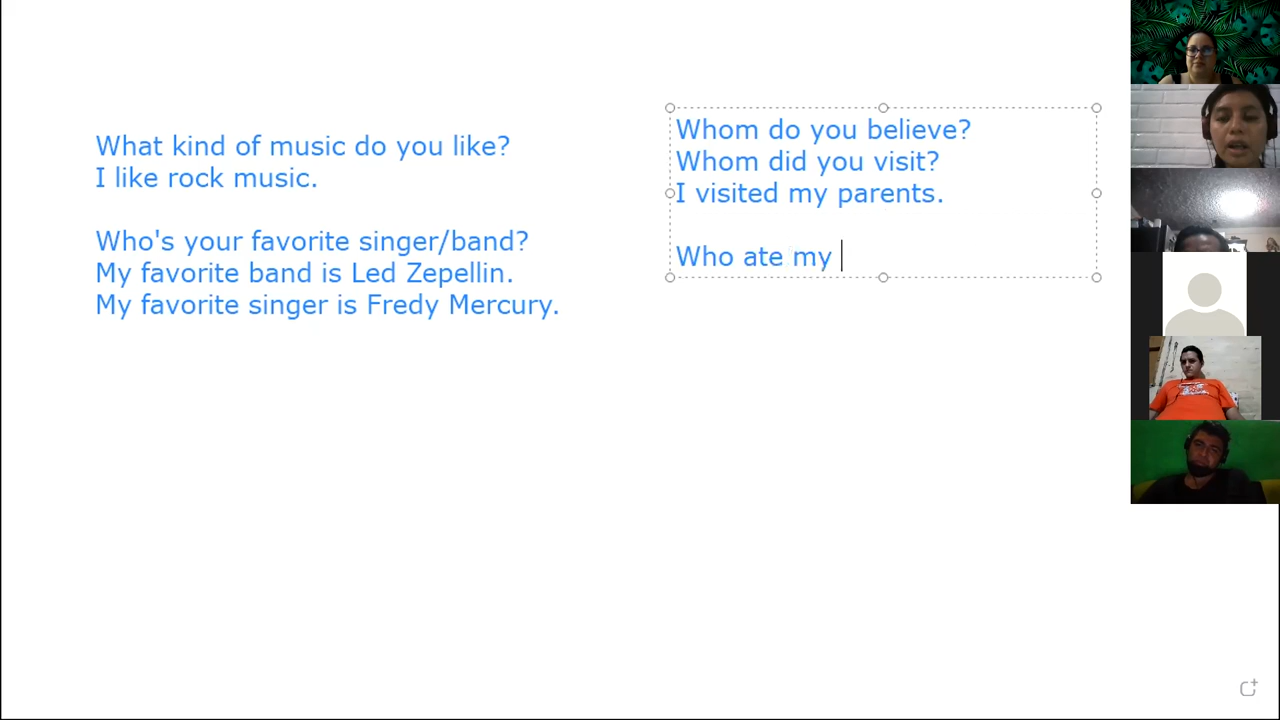 What kind of music do you like?
I like rock music.
Who's your favorite singer/band?
My favorite band is Led Zepellin.
My favorite singer is Fredy Mercury.
Whom do you believe?
Whom did you visit?
I visited my parents.
Who ate my